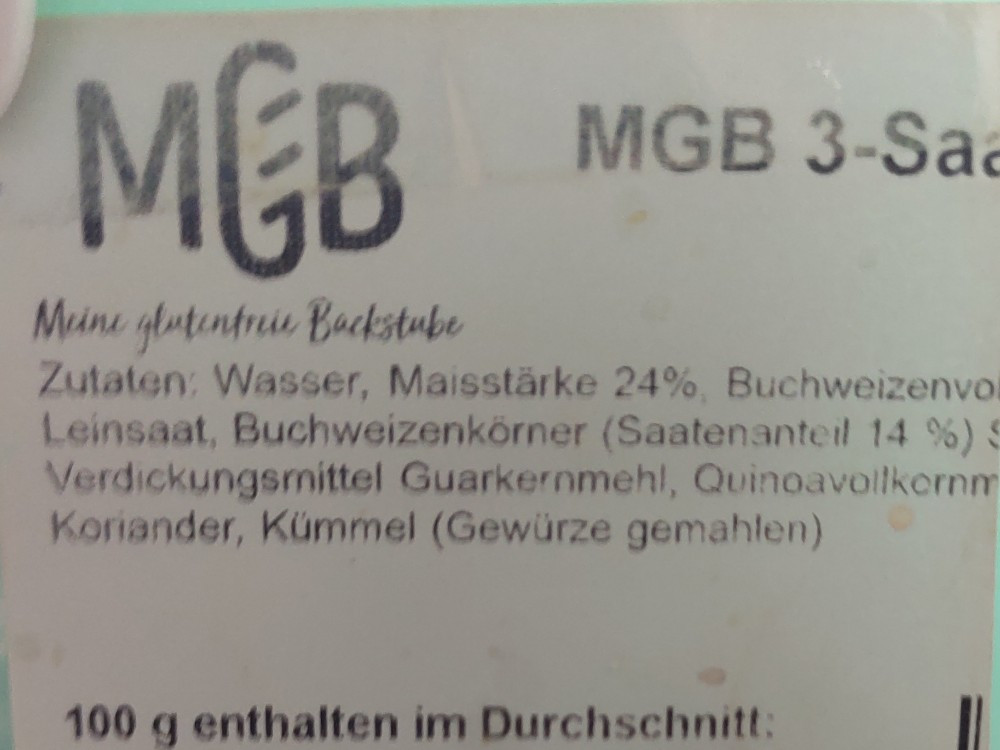 MGB
MGB 3-Saa
Meine glutenfreie Backstube
Zutaten: Wasser, Maisstärke 24%, Buchweizenvol
Leinsaat, Buchweizenkörner (Saatenanteil 14 %) S
Verdickungsmittel Guarkernmehl, Quinoavollkornm
Koriander, Kümmel (Gewürze gemahlen)
100 g enthalten im Durchschnitt: